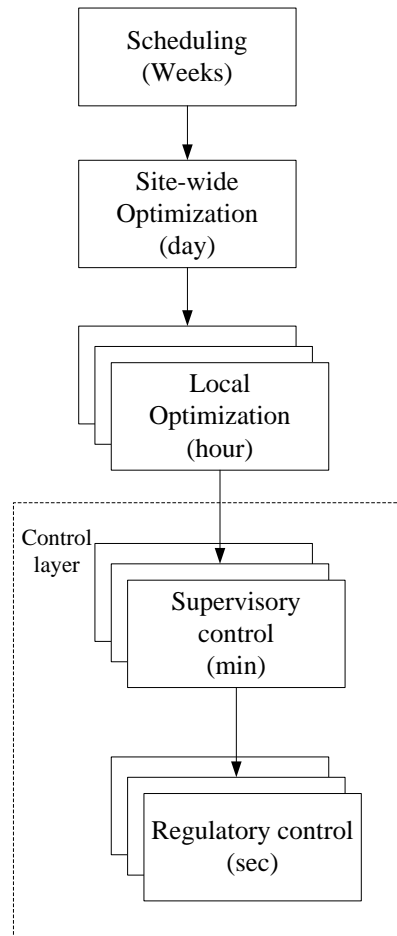 Scheduling
(Weeks)
Site-wide
Optimization
(day)
Local
Optimization
(hour)
Control
layer
Supervisory
control
(min)
Regulatory control
(sec)